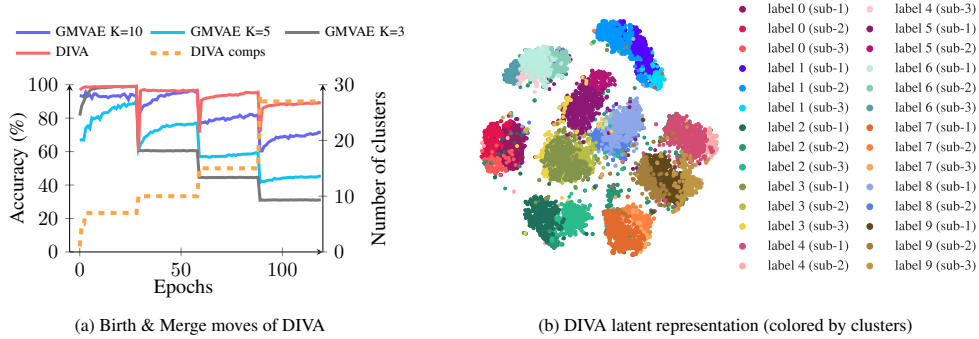 GMVAE K=10 GMVAE K=5 GMVAE K=3
DIVA DIVA comps
100
80
60
40
20
0
Accuracy (%)
30
20
10
0
Number of clusters
0 50 100
Epochs
(a) Birth & Merge moves of DIVA
label 0 (sub-1)
label 0 (sub-2)
label 0 (sub-3)
label 1 (sub-1)
label 1 (sub-2)
label 1 (sub-3)
label 2 (sub-1)
label 2 (sub-2)
label 2 (sub-3)
label 3 (sub-1)
label 3 (sub-2)
label 3 (sub-3)
label 4 (sub-1)
label 4 (sub-2)
label 4 (sub-3)
label 5 (sub-1)
label 5 (sub-2)
label 6 (sub-1)
label 6 (sub-2)
label 6 (sub-3)
label 7 (sub-1)
label 7 (sub-2)
label 7 (sub-3)
label 8 (sub-1)
label 8 (sub-2)
label 9 (sub-1)
label 9 (sub-2)
label 9 (sub-3)
(b) DIVA latent representation (colored by clusters)